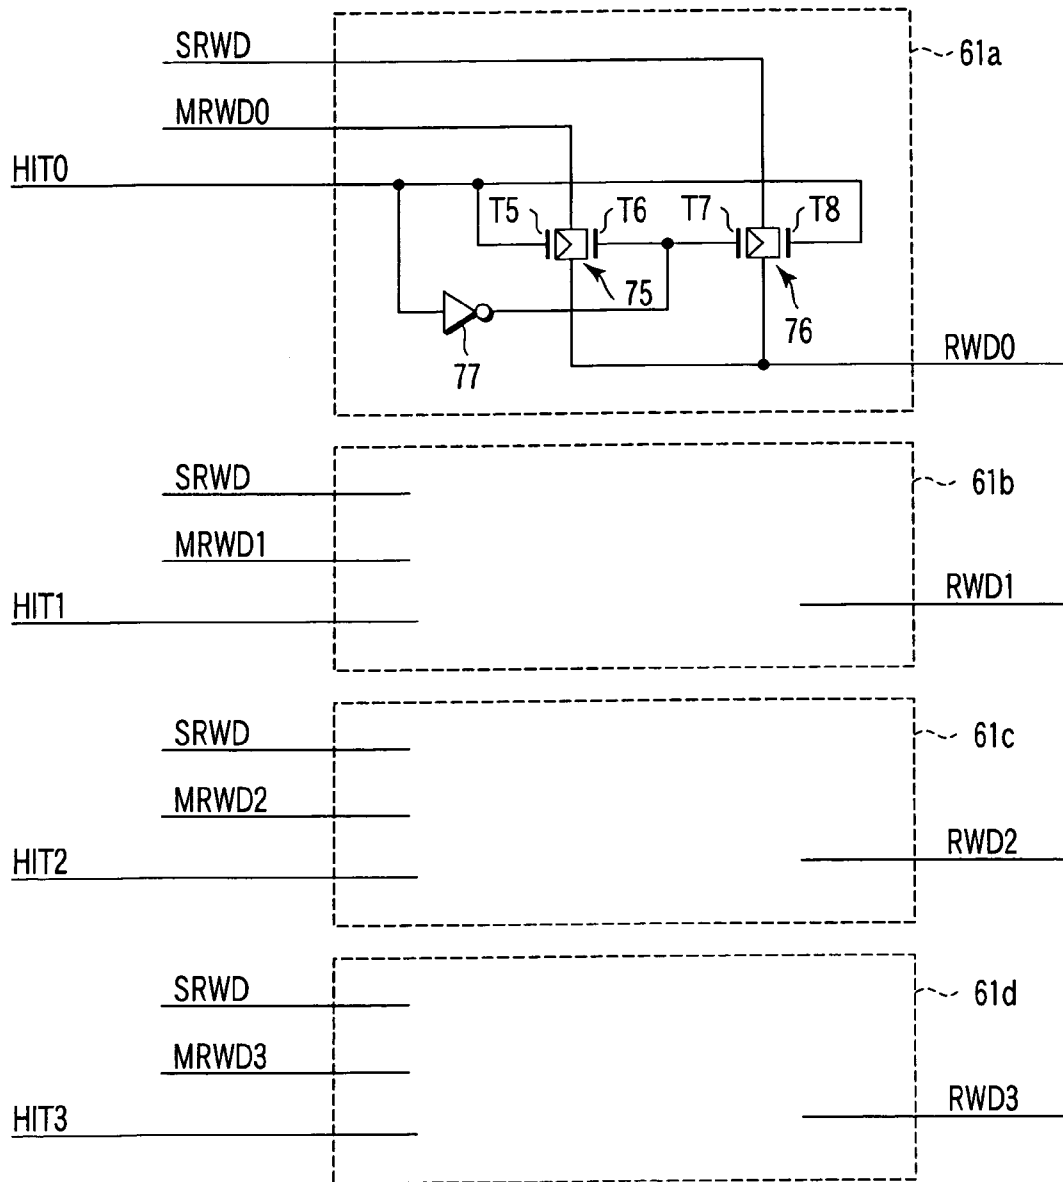 SRWD
61a
MRWD0
HIT0
T5
T6
T7
T8
75
76
77
RWD0
SRWD
61b
MRWD1
RWD1
HIT1
SRWD
61c
MRWD2
RWD2
HIT2
SRWD
61d
MRWD3
RWD3
HIT3